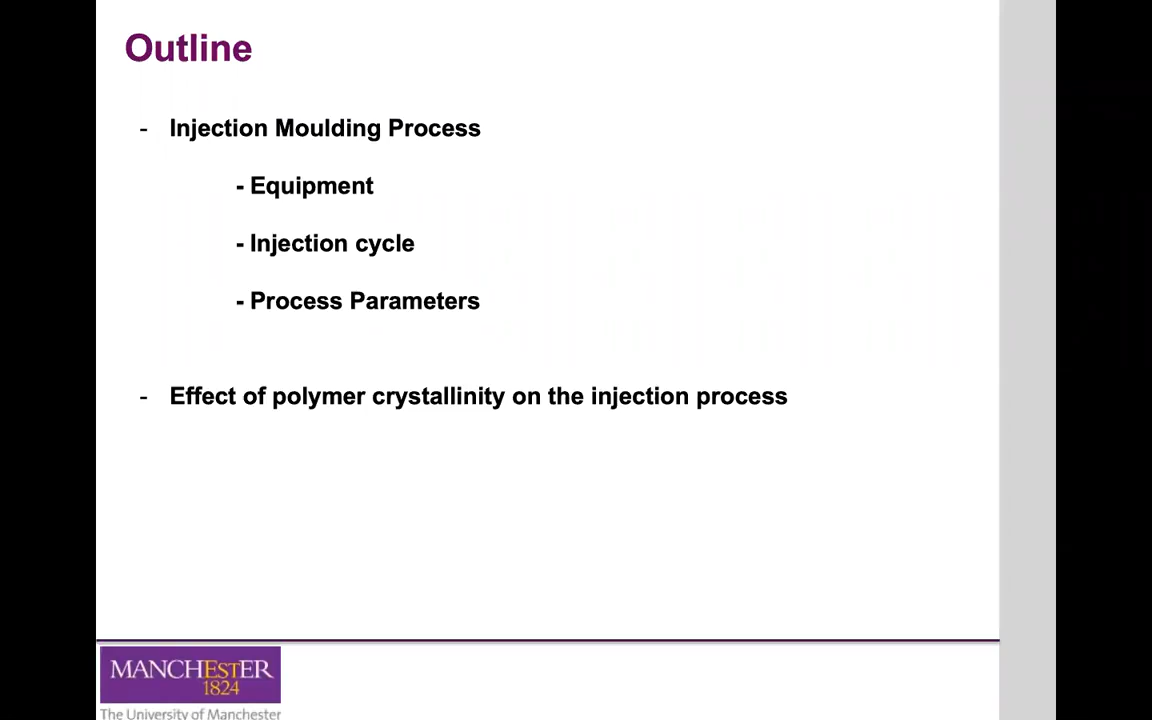 Outline
- Injection Moulding Process
- Equipment
- Injection cycle
- Process Parameters
- Effect of polymer crystallinity on the injection process
MANCHESTER
1824
The University of Manchester